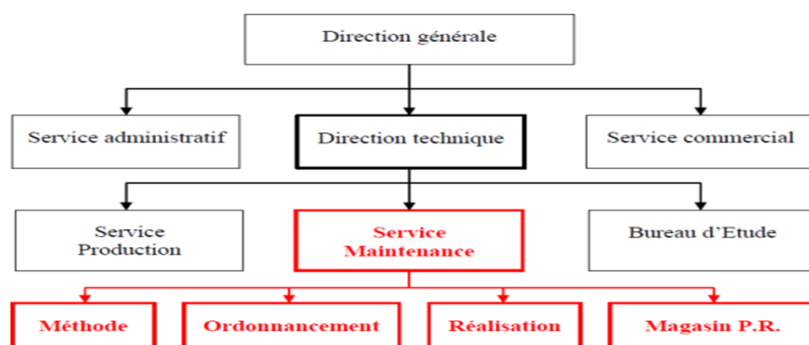 Direction générale
Service administratif
Direction technique
Service commercial
Service
Production
Service
Maintenance
Bureau d'Etude
Méthode
Ordonnancement
Réalisation
Magasin P.R.